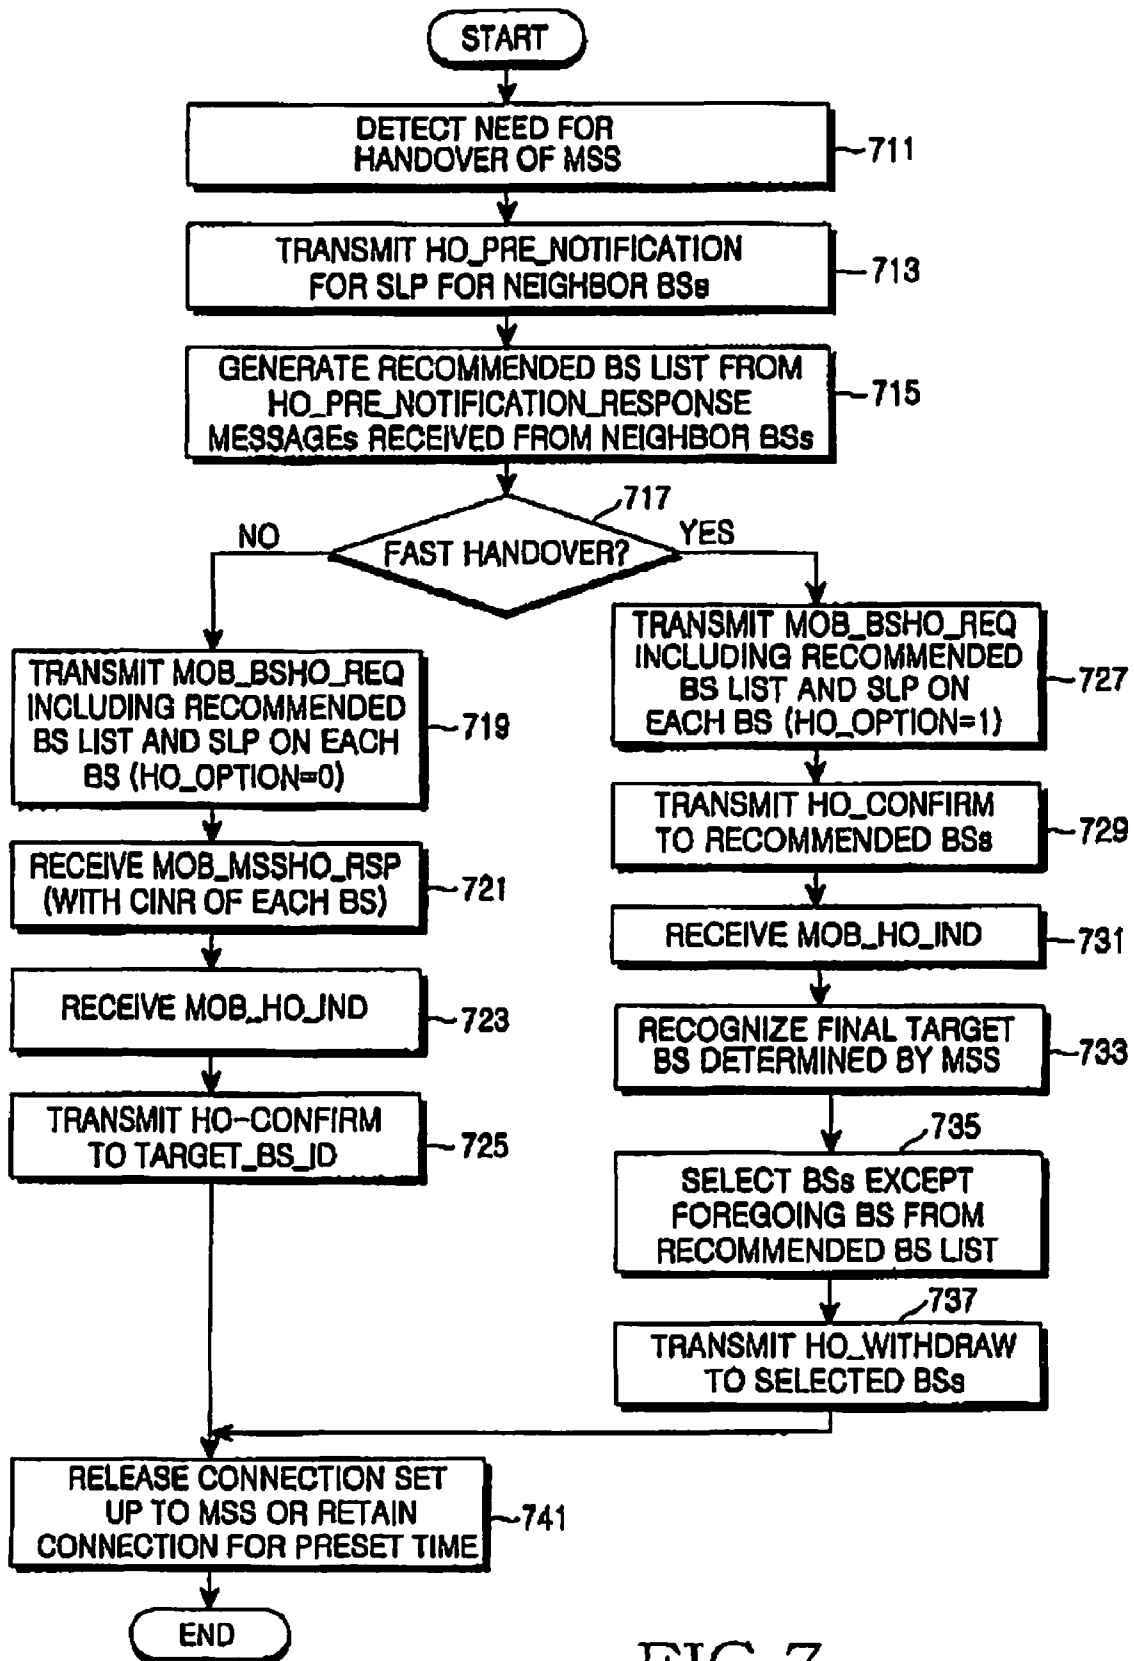 START
DETECT NEED FOR
HANDOVER OF MSS
711
TRANSMIT HO_PRE_NOTIFICATION
FOR SLP FOR NEIGHBOR BSs
713
GENERATE RECOMMENDED BS LIST FROM
HO_PRE_NOTIFICATION_RESPONSE
MESSAGEs RECEIVED FROM NEIGHBOR BSs
715
717
FAST HANDOVER?
NO
YES
TRANSMIT MOB_BSHO_REQ
INCLUDING RECOMMENDED
BS LIST AND SLP ON EACH
BS (HO_OPTION=0)
719
RECEIVE MOB_MSSHO_RSP
(WITH CINR OF EACH BS)
721
RECEIVE MOB_HO_IND
723
TRANSMIT HO-CONFIRM
TO TARGET_BS_ID
725
TRANSMIT MOB_BSHO_REQ
INCLUDING RECOMMENDED
BS LIST AND SLP ON
EACH BS (HO_OPTION=1)
727
TRANSMIT HO_CONFIRM
TO RECOMMENDED BSs
729
RECEIVE MOB_HO_IND
731
RECOGNIZE FINAL TARGET
BS DETERMINED BY MSS
733
735
SELECT BSs EXCEPT
FOREGOING BS FROM
RECOMMENDED BS LIST
737
TRANSMIT HO_WITHDRAW
TO SELECTED BSs
RELEASE CONNECTION SET
UP TO MSS OR RETAIN
CONNECTION FOR PRESET TIME
741
END
FIG.7